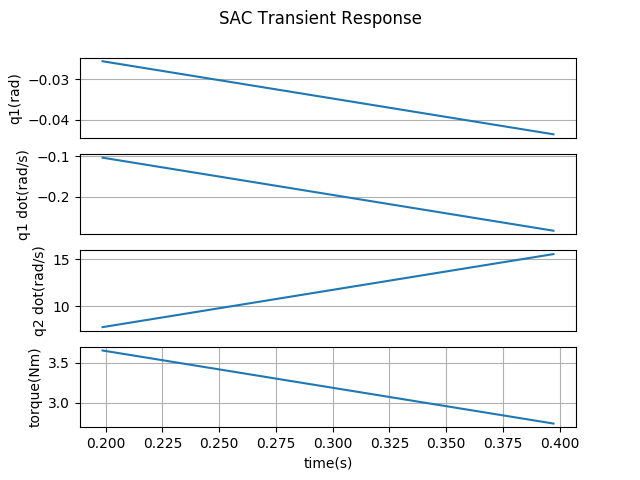 SAC Transient Response
q1(rad)
−0.03
−0.04
q1 dot(rad/s)
−0.1
−0.2
q2 dot(rad/s)
15
10
torque(Nm)
3.5
3.0
0.200 0.225 0.250 0.275 0.300 0.325 0.350 0.375 0.400
time(s)